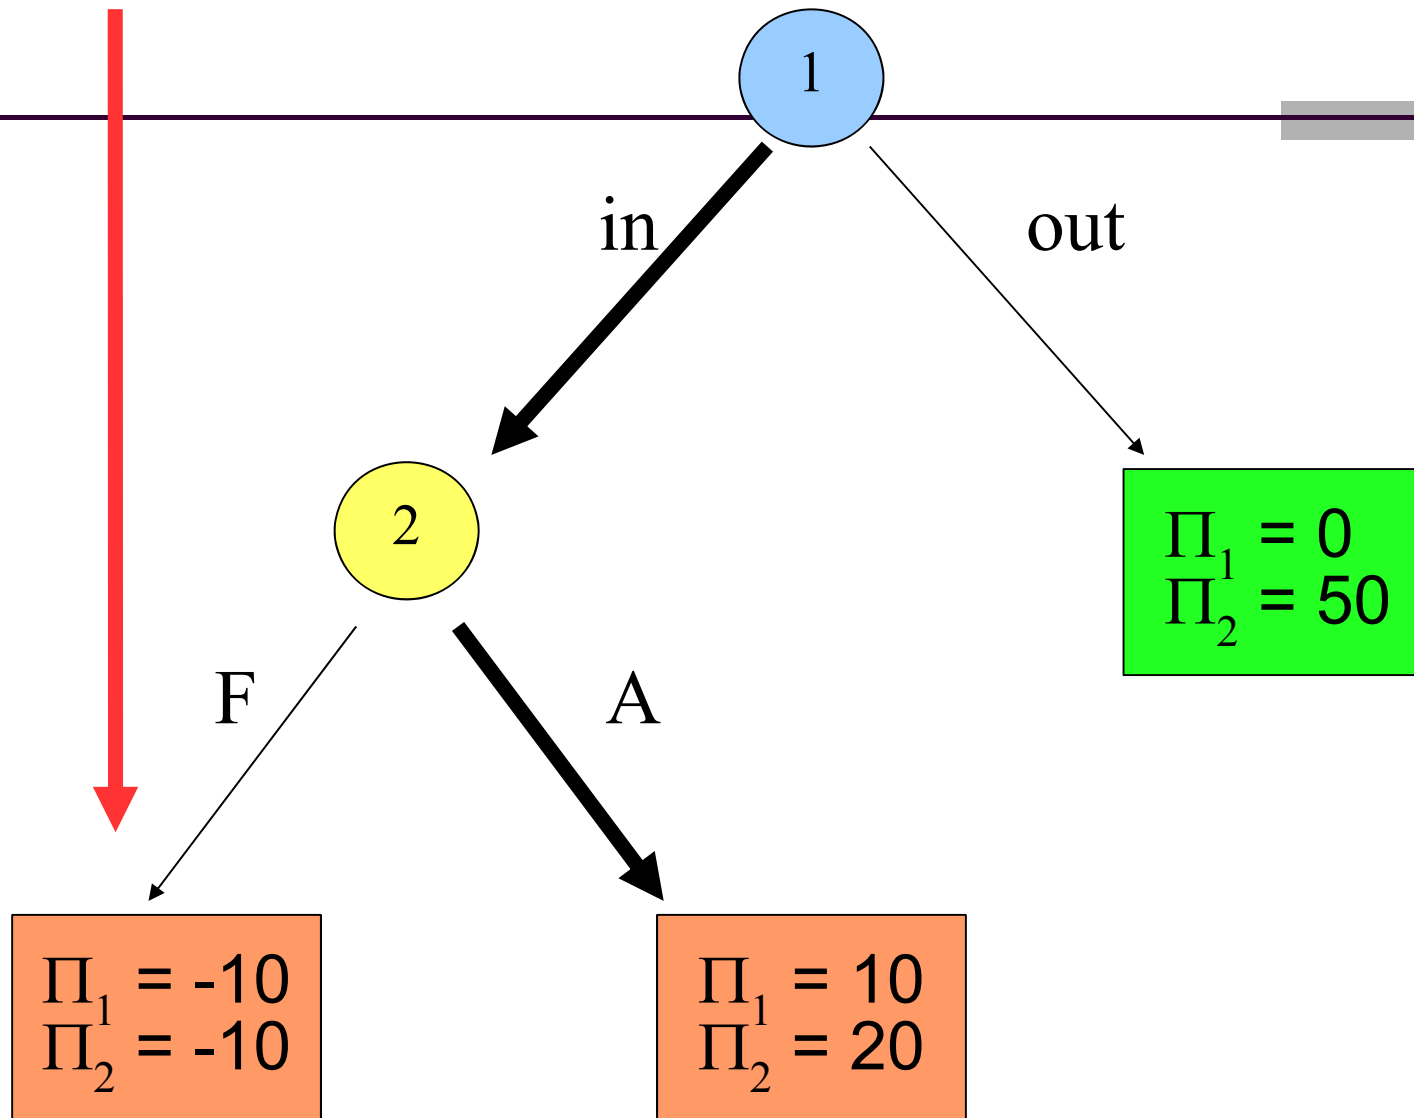 1
in
out
2
Π1 = 0
Π2 = 50
F
A
Π1 = -10
Π2 = -10
Π1 = 10
Π2 = 20